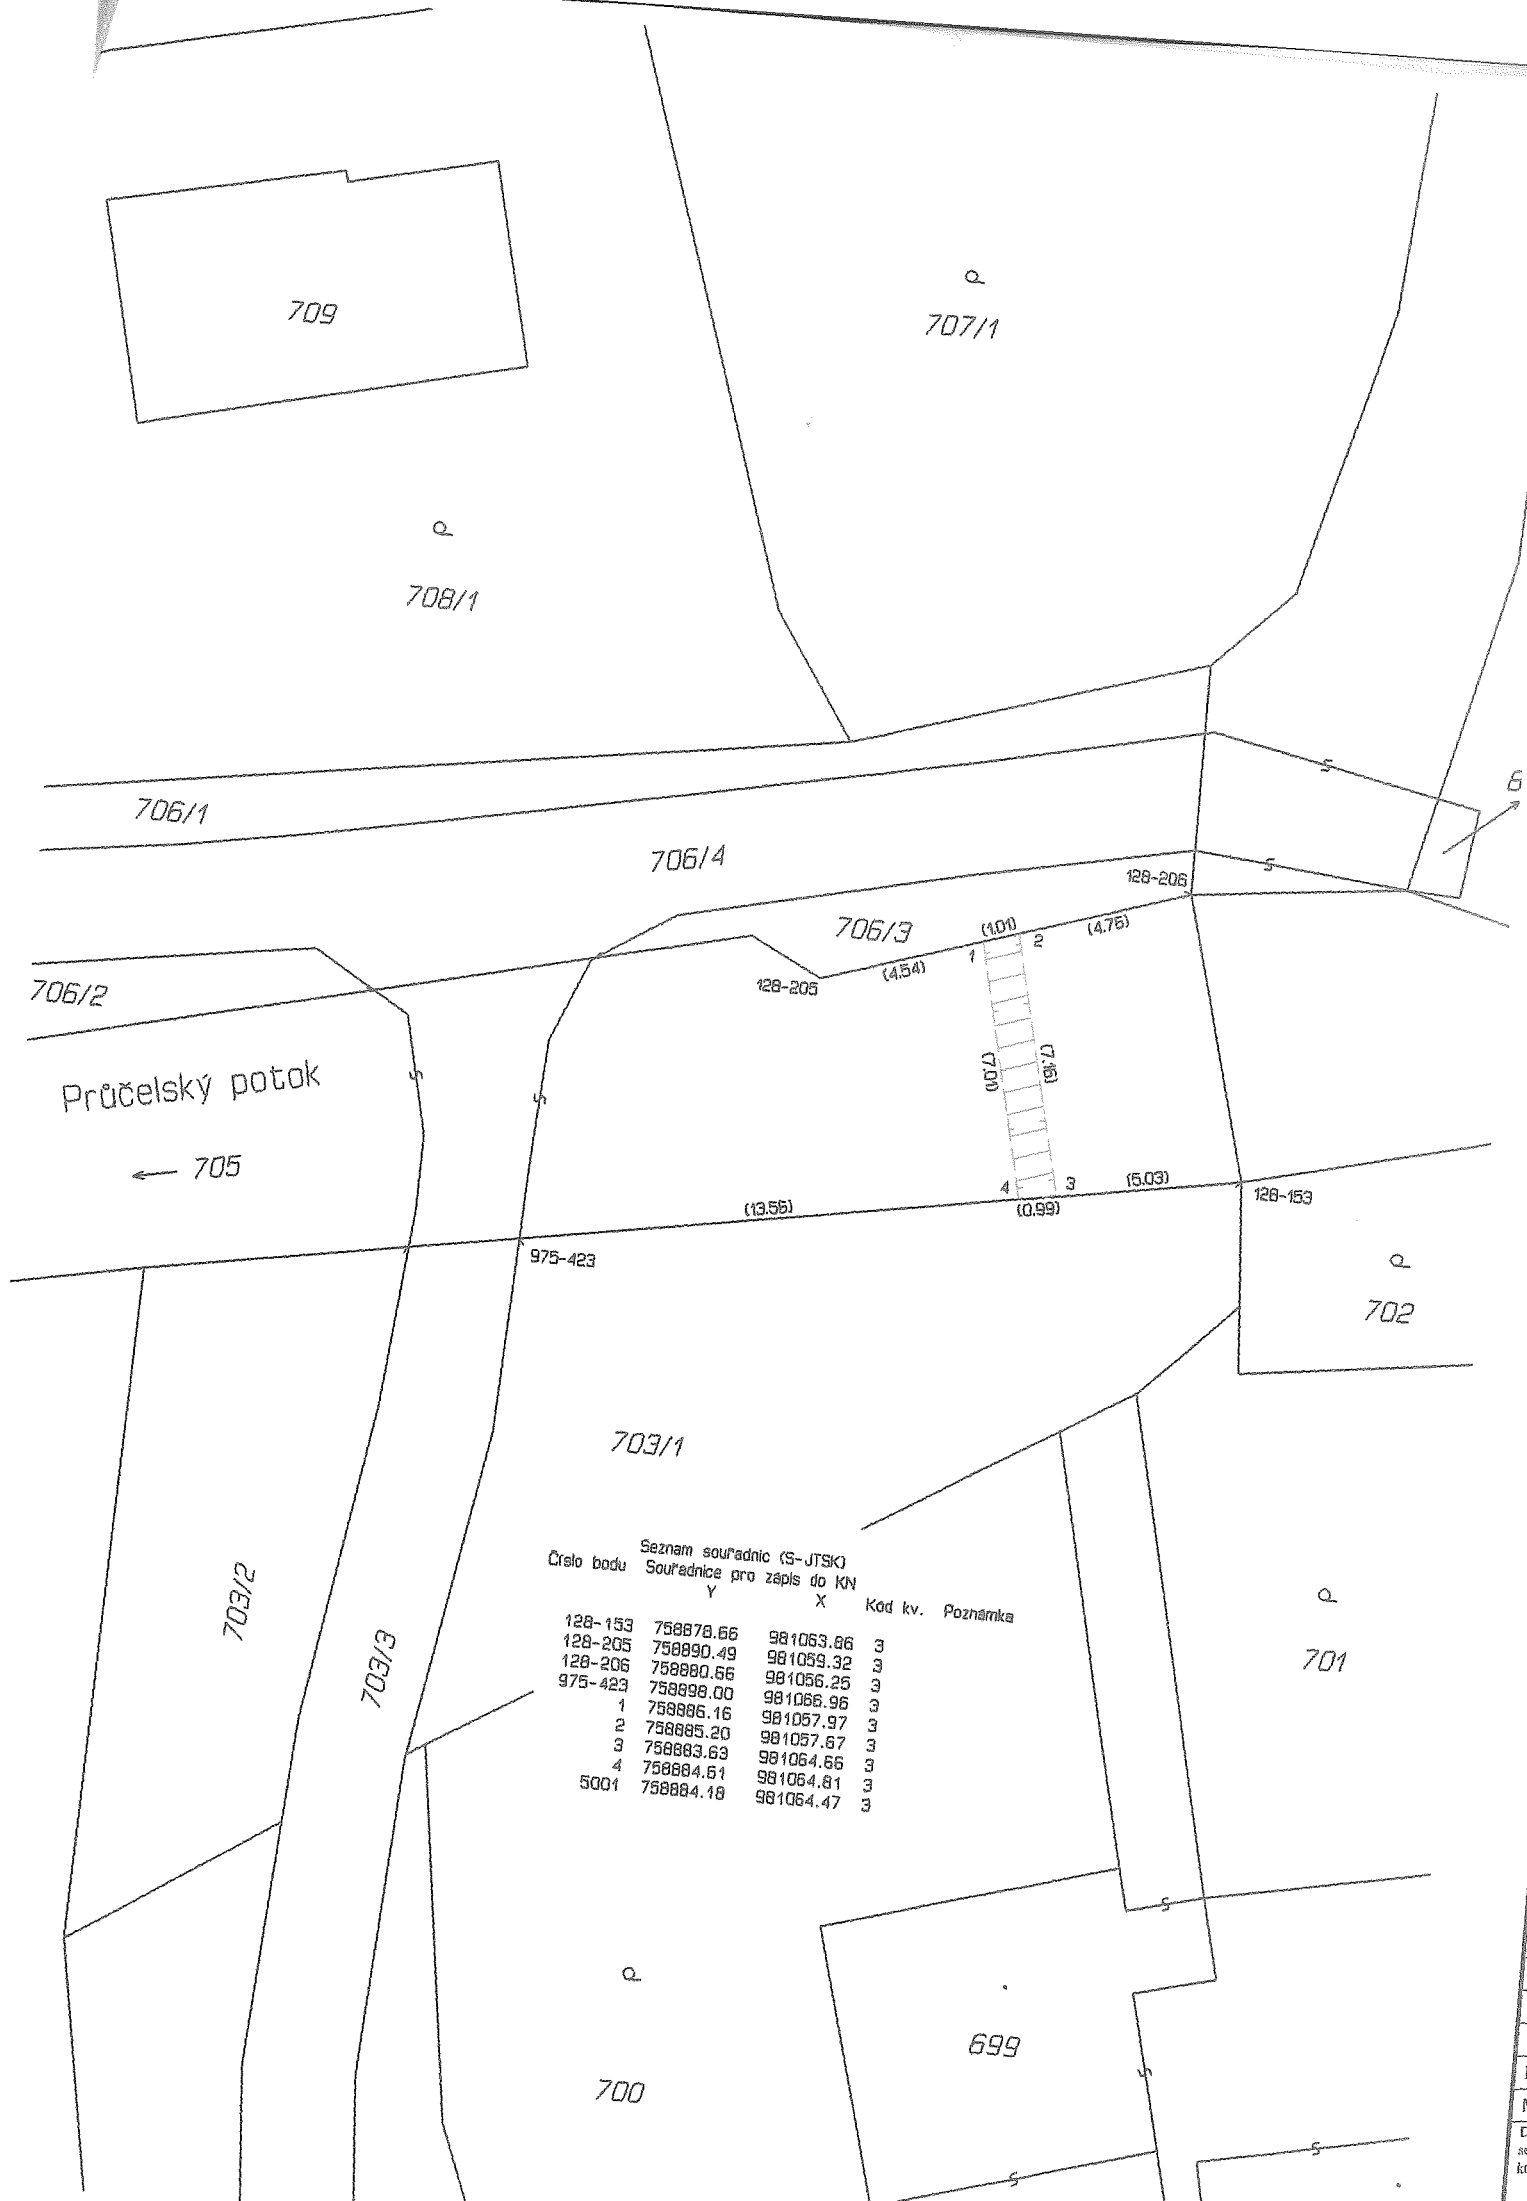 709
707/1
708/1
706/1
706/4
128-206
706/3
(1.01)
2
(4.76)
1
(4.54)
128-205
706/2
Průčelský potok
(7.01)
(7.16)
705
4
3
(5.03)
128-153
(13.56)
(0.99)
975-423
702
703/1
703/2
703/3
Seznam souřadnic (S-JTSK)
Číslo bodu Souřadnice pro zápis do KN
Y X Kód kv. Poznámka
128-153 758878.66 981063.86 3
128-205 758890.49 981059.32 3
128-206 758880.66 981056.25 3
975-423 758898.00 981066.96 3
1 758886.16 981057.97 3
2 758885.20 981057.67 3
3 758883.63 981064.66 3
4 758884.61 981064.81 3
5001 758884.18 981064.47 3
701
699
700